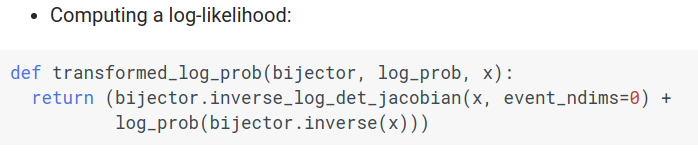 • Computing a log-likelihood:
def transformed_log_prob(bijector, log_prob, x):
  return (bijector.inverse_log_det_jacobian(x, event_ndims=0) +
          log_prob(bijector.inverse(x)))